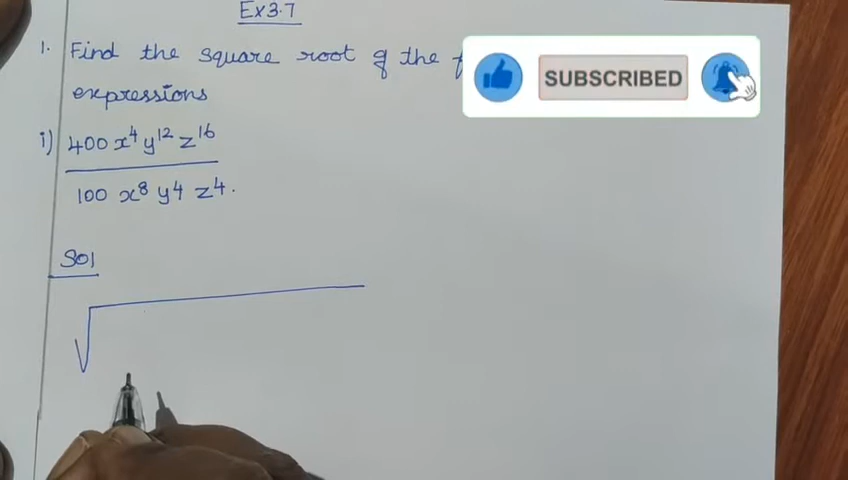 Ex 3.7
1. Find the square root of the
SUBSCRIBED
expressions
i) 400 x⁴ y¹² z¹⁶
100 x⁸ y⁴ z⁴.
Sol
√